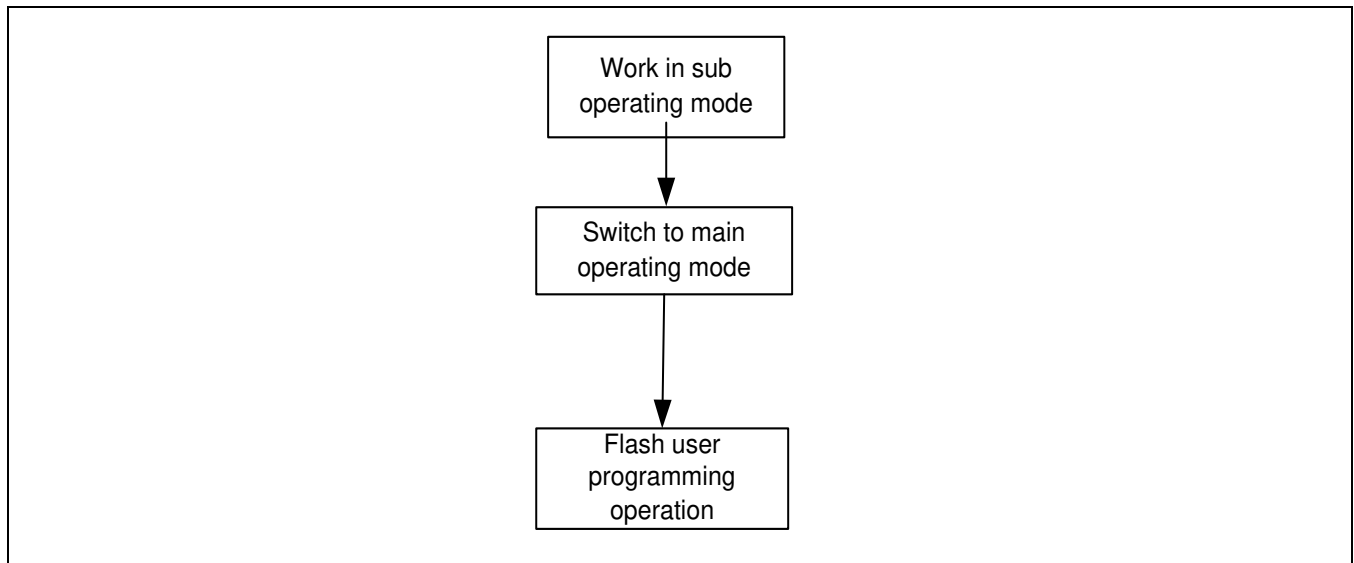 Work in sub
operating mode
Switch to main
operating mode
Flash user
programming
operation